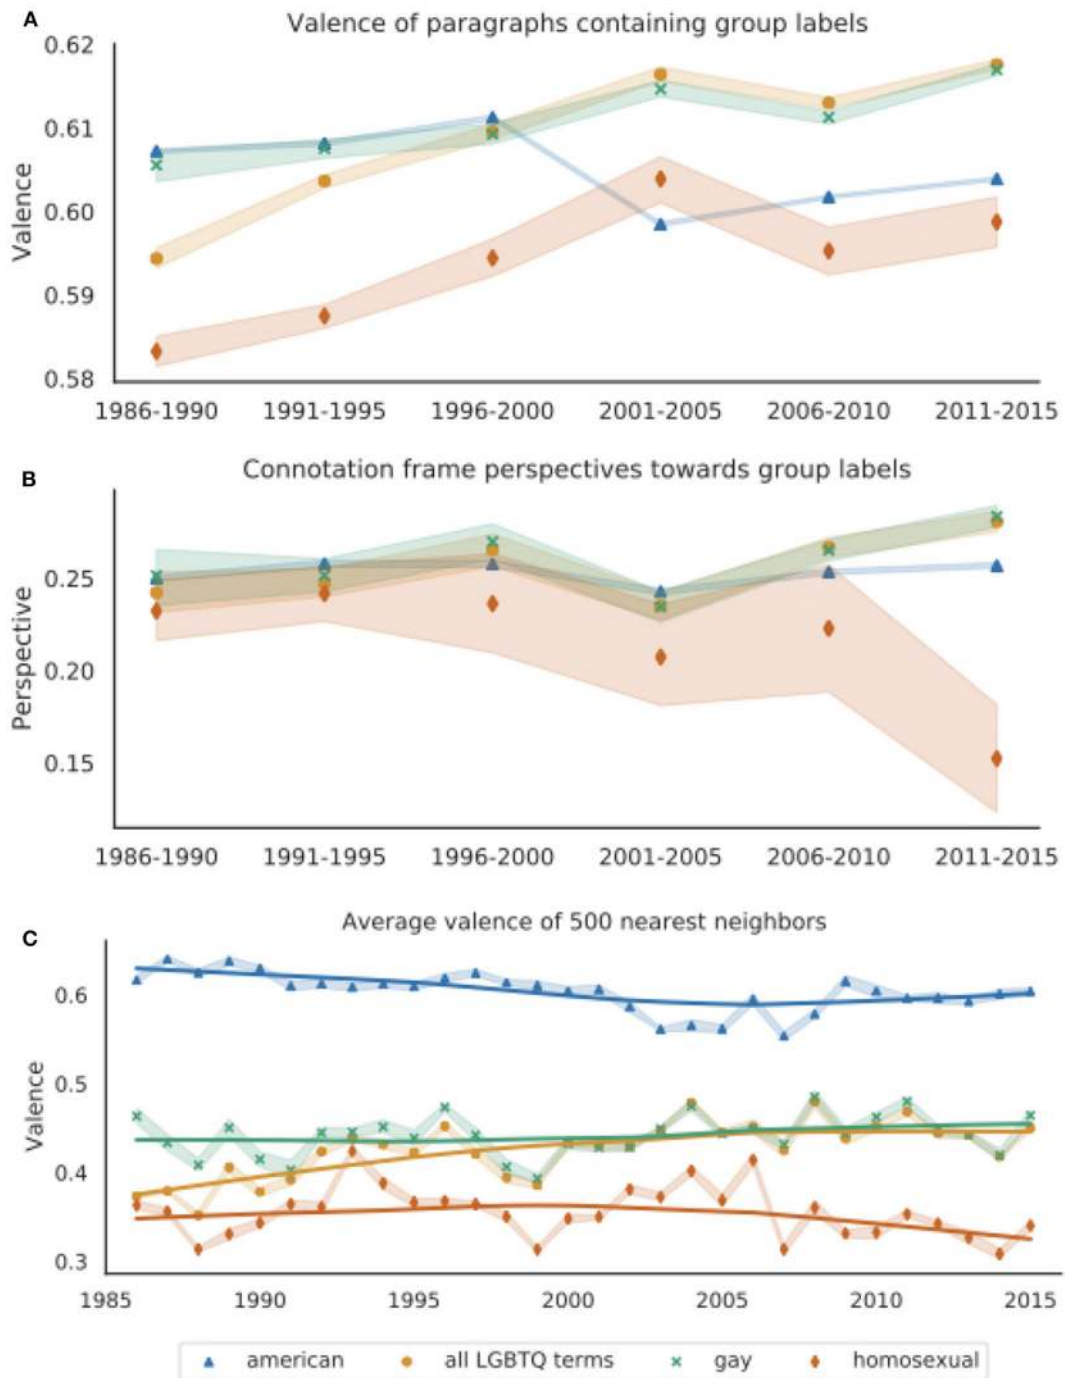 A
Valence of paragraphs containing group labels
0.62
0.61
0.60
0.59
0.58
Valence
1986-1990 1991-1995 1996-2000 2001-2005 2006-2010 2011-2015
B
Connotation frame perspectives towards group labels
0.25
0.20
0.15
Perspective
1986-1990 1991-1995 1996-2000 2001-2005 2006-2010 2011-2015
C
Average valence of 500 nearest neighbors
0.6
0.5
0.4
0.3
Valence
1985 1990 1995 2000 2005 2010 2015
american all LGBTQ terms gay homosexual